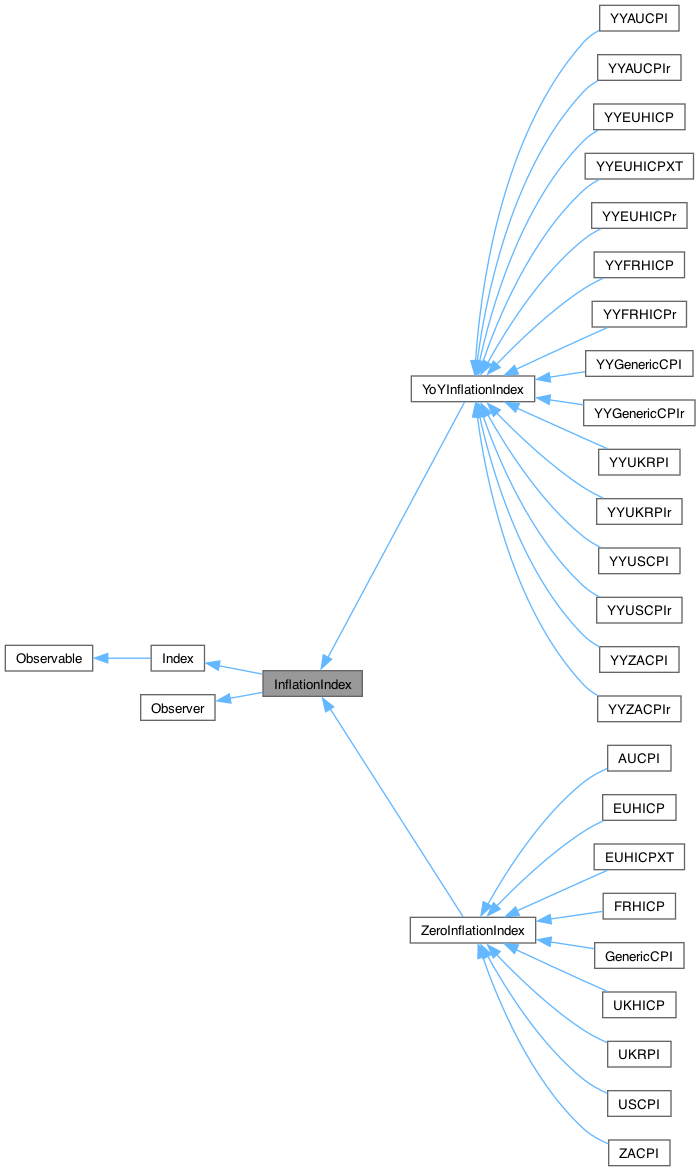 YYAUCPI
YYAUCPIr
YYEUHICP
YYEUHICPXT
YYEUHICPr
YYFRHICP
YYFRHICPr
YYGenericCPI
YoYInflationIndex
YYGenericCPIr
YYUKRPI
YYUKRPIr
YYUSCPI
YYUSCPIr
YYZACPI
Observable
Index
InflationIndex
Observer
YYZACPIr
AUCPI
EUHICP
EUHICPXT
FRHICP
ZeroInflationIndex
GenericCPI
UKHICP
UKRPI
USCPI
ZACPI